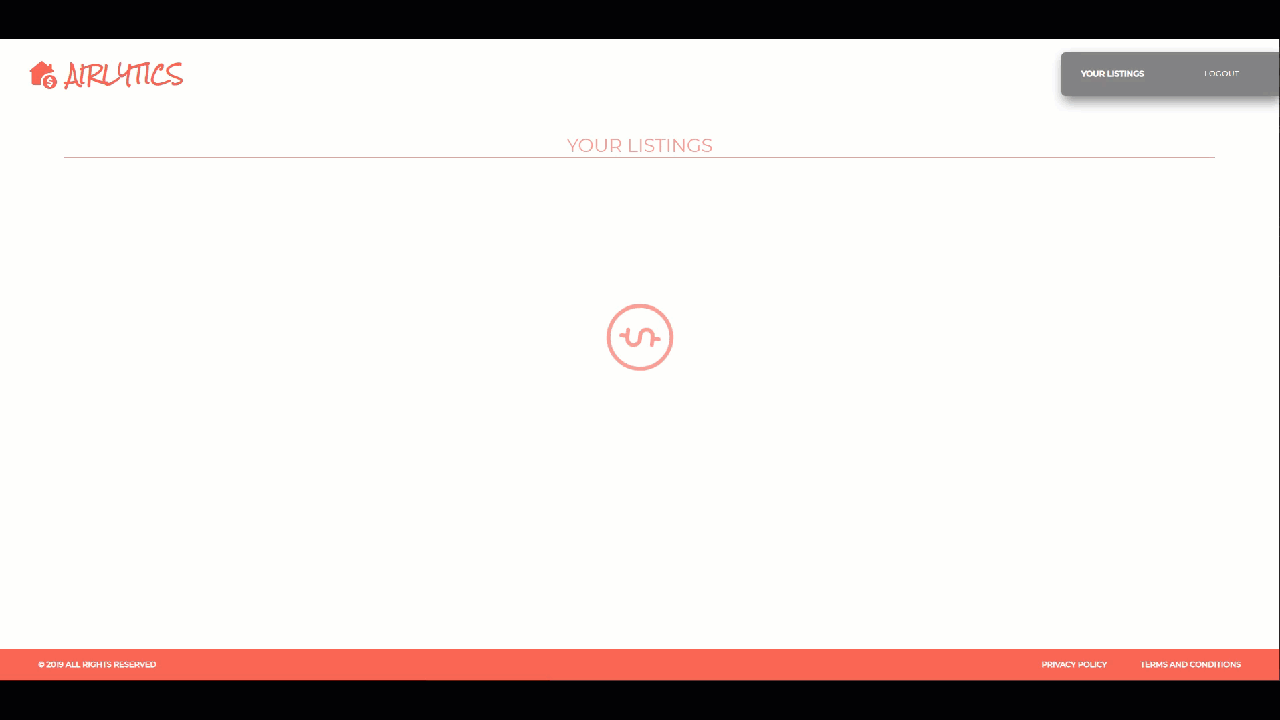 AIRLYTICS
YOUR LISTINGS
LOGOUT
YOUR LISTINGS
© 2019 ALL RIGHTS RESERVED
PRIVACY POLICY
TERMS AND CONDITIONS